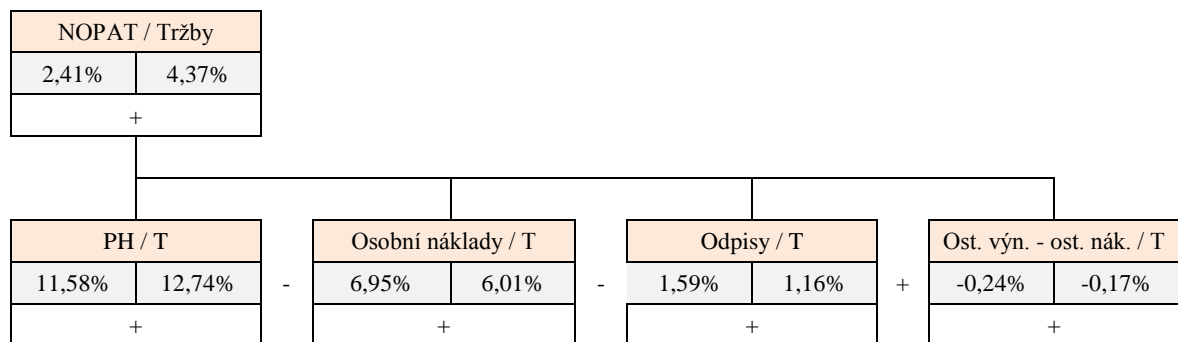 NOPAT / Tržby
2,41% 4,37%
+
PH / T Osobní náklady / T Odpisy / T Ost. výn. - ost. nák. / T
11,58% 12,74% - 6,95% 6,01% - 1,59% 1,16% + -0,24% -0,17%
+ + + +